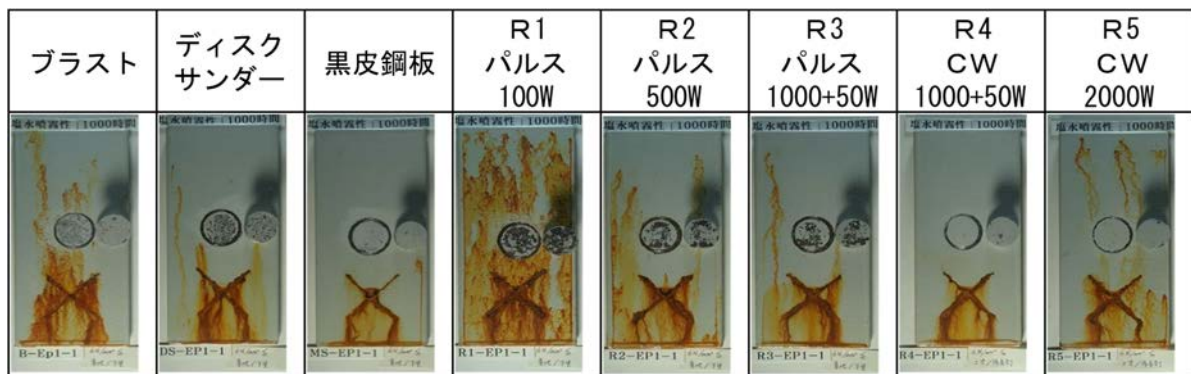 ブラスト
ディスク
サンダー
黒皮鋼板
R1
パルス
100W
R2
パルス
500W
R3
パルス
1000+50W
R4
CW
1000+50W
R5
CW
2000W
塩水噴霧性 1000時間
塩水噴霧性 1000時間
塩水噴霧性 1000時間
塩水噴霧性 1000時間
塩水噴霧性 1000時間
塩水噴霧性 1000時間
塩水噴霧性 1000時間
塩水噴霧性 1000時間
B-Ep1-1
DS-EP1-1
MS-EP1-1
R1-EP1-1
R2-EP1-1
R3-EP1-1
R4-EP1-1
R5-EP1-1